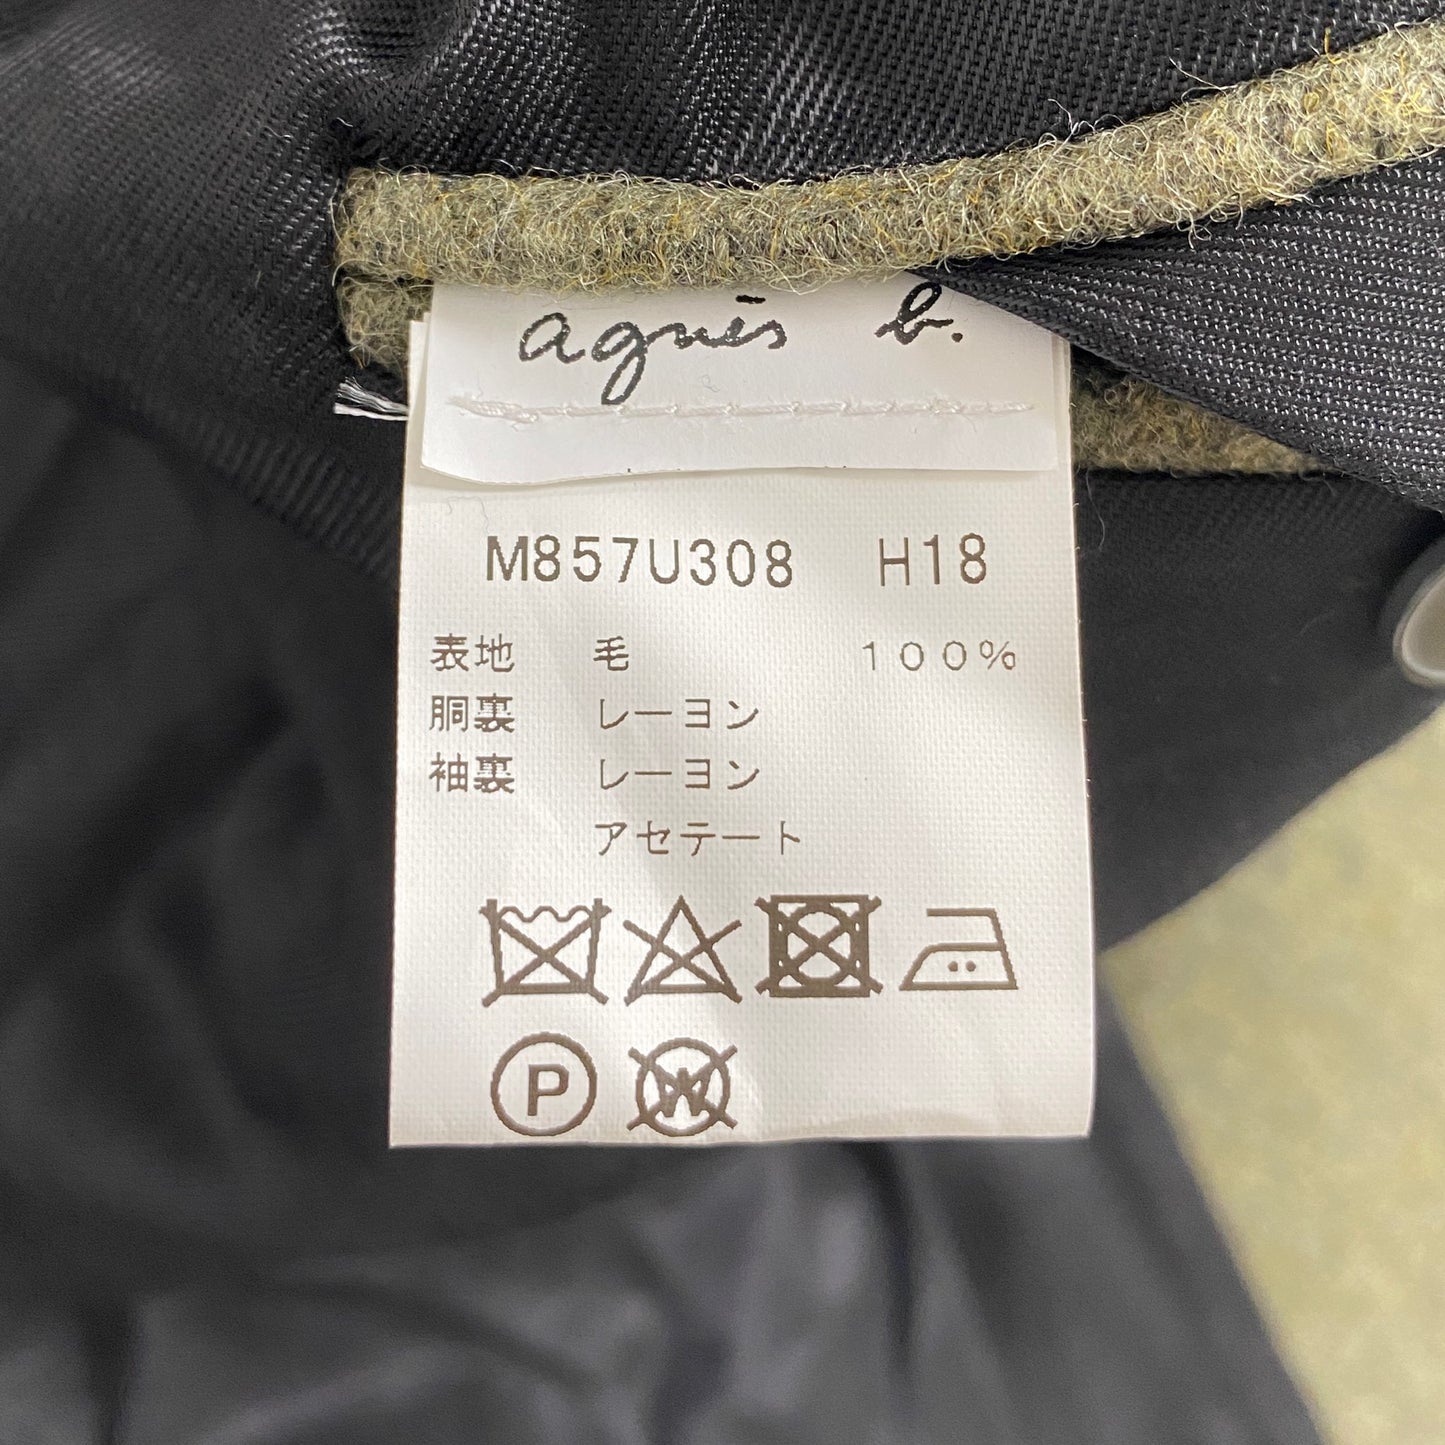 agnès b.
M857U308 H18
表地 毛 100%
胴裏 レーヨン
袖裏 レーヨン
アセテート
P W